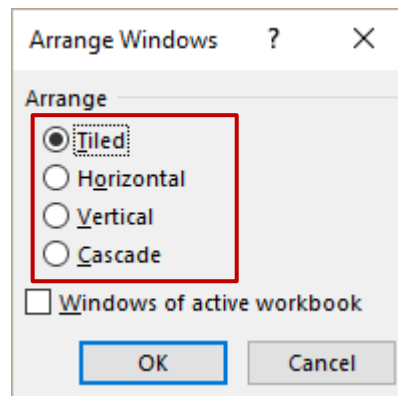 Arrange Windows ? ×
Arrange
Tiled
Horizontal
Vertical
Cascade
Windows of active workbook
OK Cancel